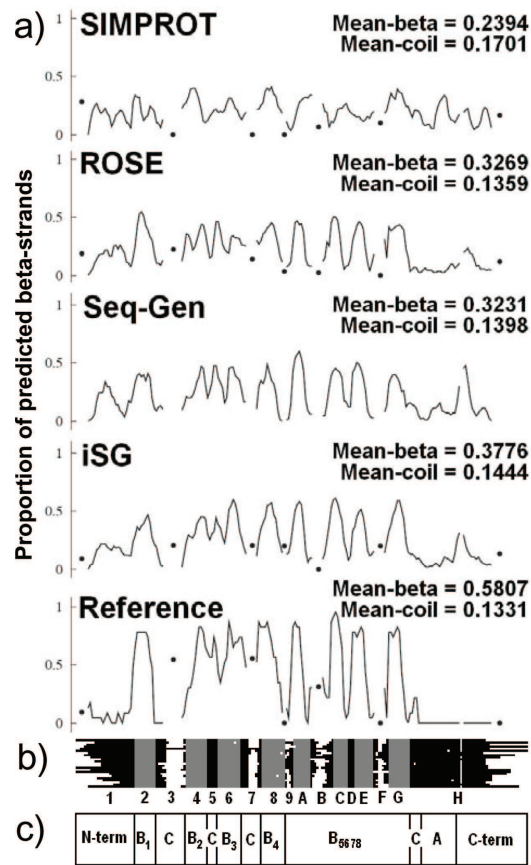 a)
Proportion of predicted beta-strands
1
SIMPROT
Mean-beta = 0.2394
Mean-coil = 0.1701
0.5
0
1
ROSE
Mean-beta = 0.3269
Mean-coil = 0.1359
0.5
0
1
Seq-Gen
Mean-beta = 0.3231
Mean-coil = 0.1398
0.5
0
1
iSG
Mean-beta = 0.3776
Mean-coil = 0.1444
0.5
0
1
Reference
Mean-beta = 0.5807
Mean-coil = 0.1331
0.5
0
b)
1 2 3 4 5 6 7 8 9 A B C D E F G H
c)
N-term B1 C B2 C B3 C B4 B5678 C A C-term